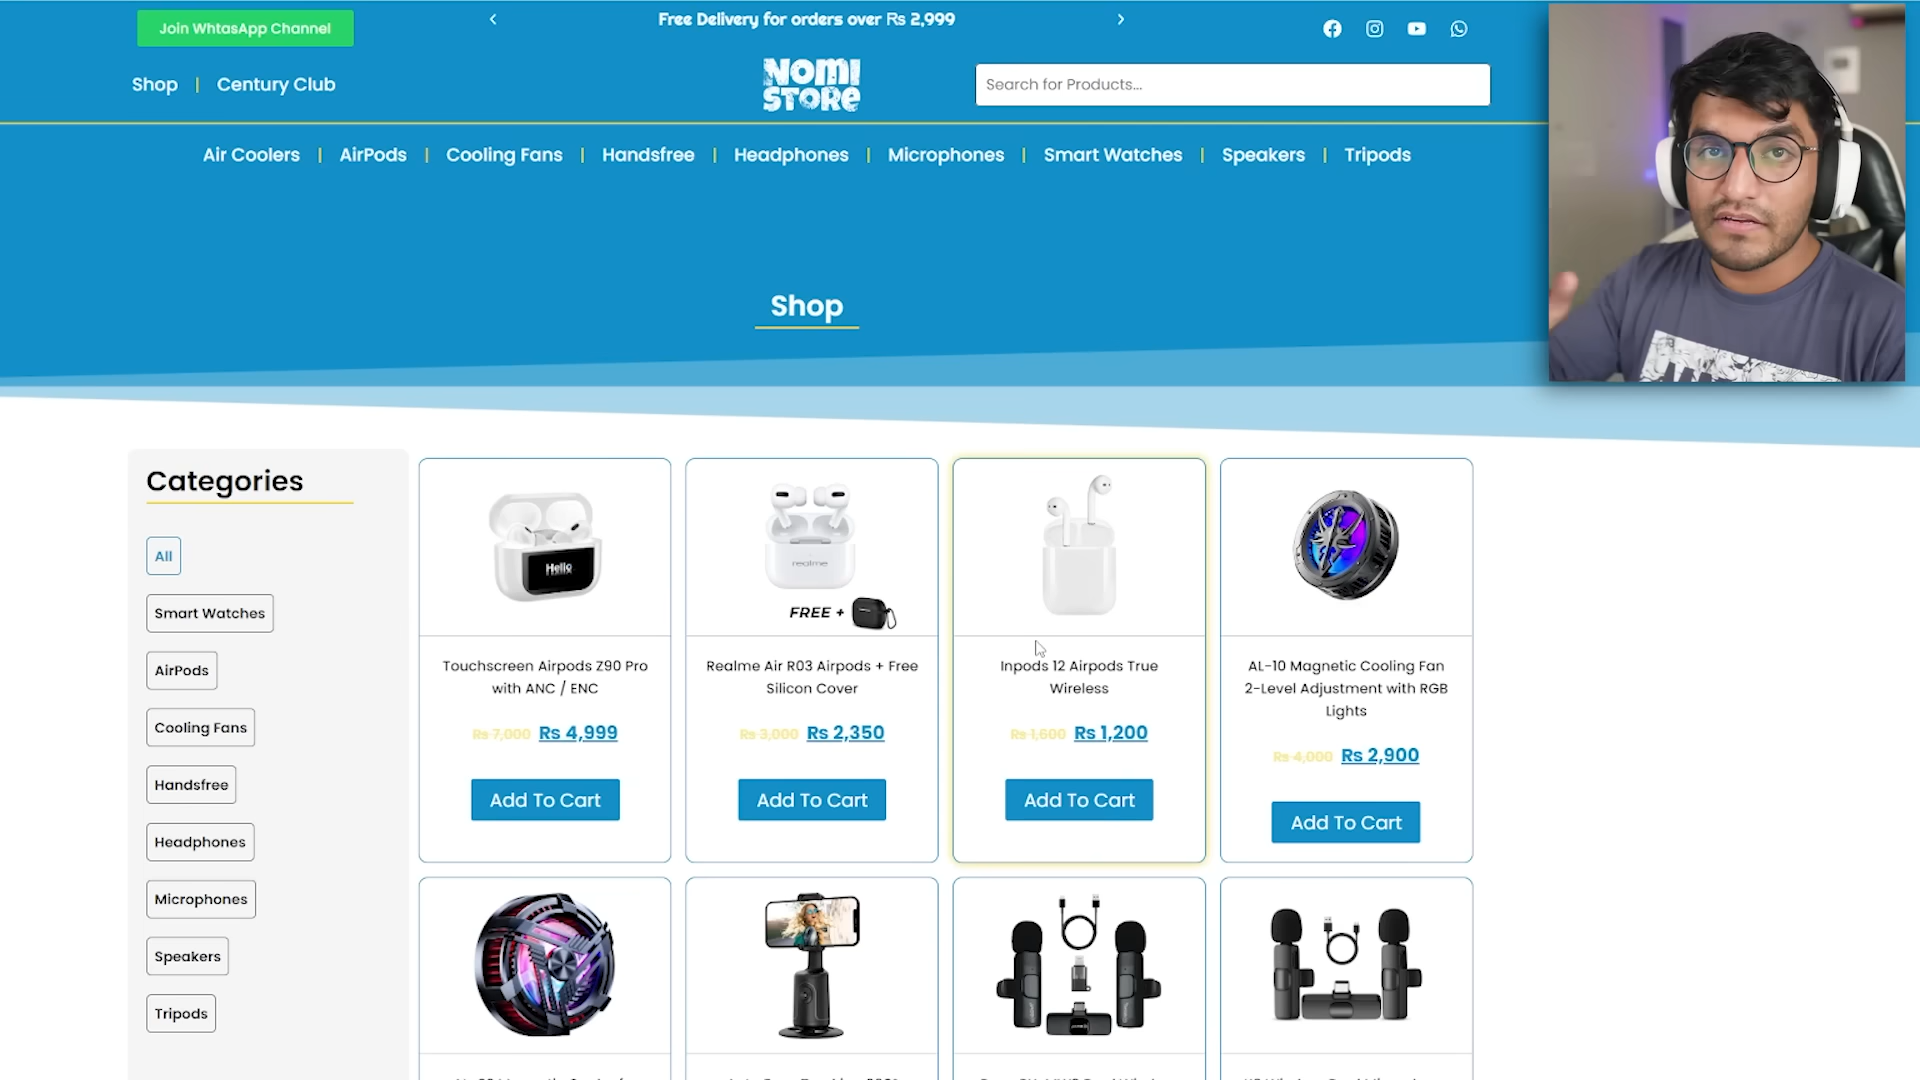 Join WhtasApp Channel
Free Delivery for orders over Rs 2,999
Shop
Century Club
NOMI
STORE
Search for Products...
Air Coolers
AirPods
Cooling Fans
Handsfree
Headphones
Microphones
Smart Watches
Speakers
Tripods
Shop
Categories
All
Smart Watches
AirPods
Cooling Fans
Handsfree
Headphones
Microphones
Speakers
Tripods
Hello
Touchscreen Airpods Z90 Pro
with ANC / ENC
Rs 7,000 Rs 4,999
Add To Cart
realme
FREE +
Realme Air R03 Airpods + Free
Silicon Cover
Rs 3,000 Rs 2,350
Add To Cart
Inpods 12 Airpods True
Wireless
Rs 1,600 Rs 1,200
Add To Cart
AL-10 Magnetic Cooling Fan
2-Level Adjustment with RGB
Lights
Rs 4,000 Rs 2,900
Add To Cart